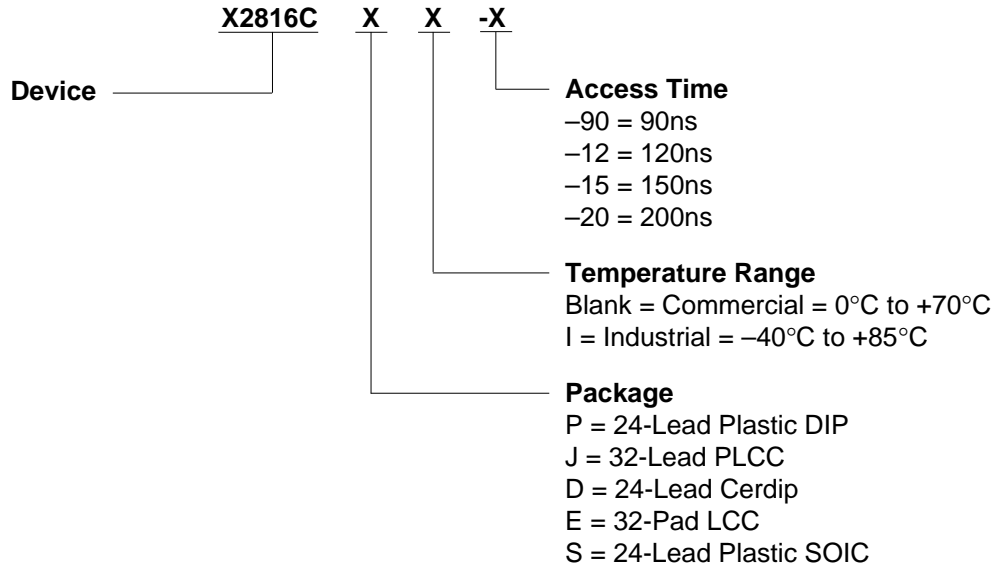 X2816C X X -X
Device
Access Time
–90 = 90ns
–12 = 120ns
–15 = 150ns
–20 = 200ns
Temperature Range
Blank = Commercial = 0°C to +70°C
I = Industrial = –40°C to +85°C
Package
P = 24-Lead Plastic DIP
J = 32-Lead PLCC
D = 24-Lead Cerdip
E = 32-Pad LCC
S = 24-Lead Plastic SOIC